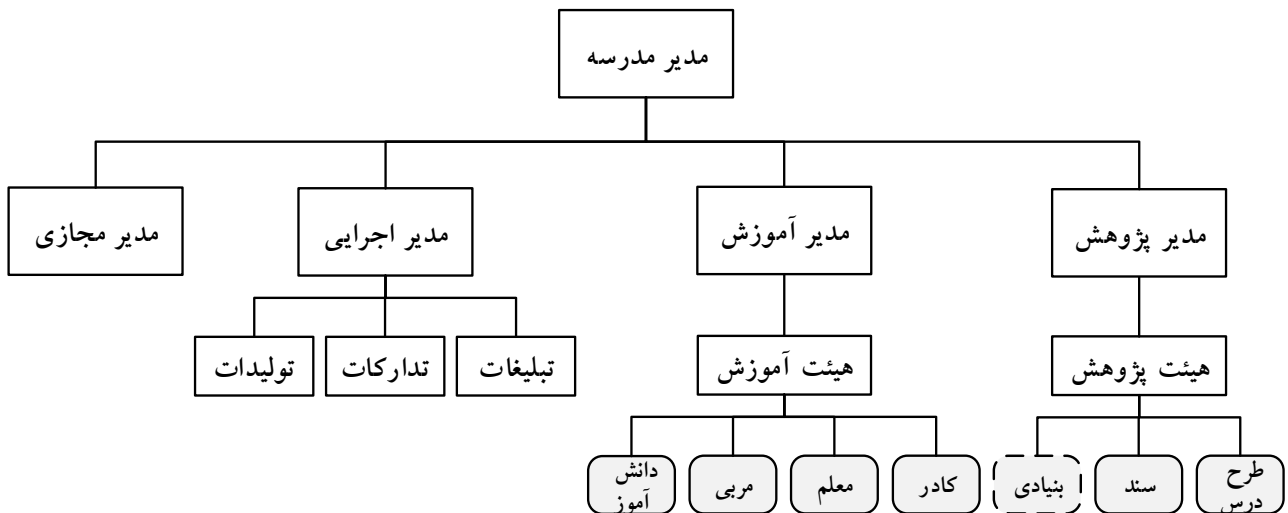 مدیر مدرسه
مدیر پژوهش
مدیر آموزش
مدیر اجرایی
مدیر مجازی
هیئت پژوهش
هیئت آموزش
تبلیغات
تدارکات
تولیدات
طرح
درس
سند
بنیادی
کادر
معلم
مربی
دانش
آموز